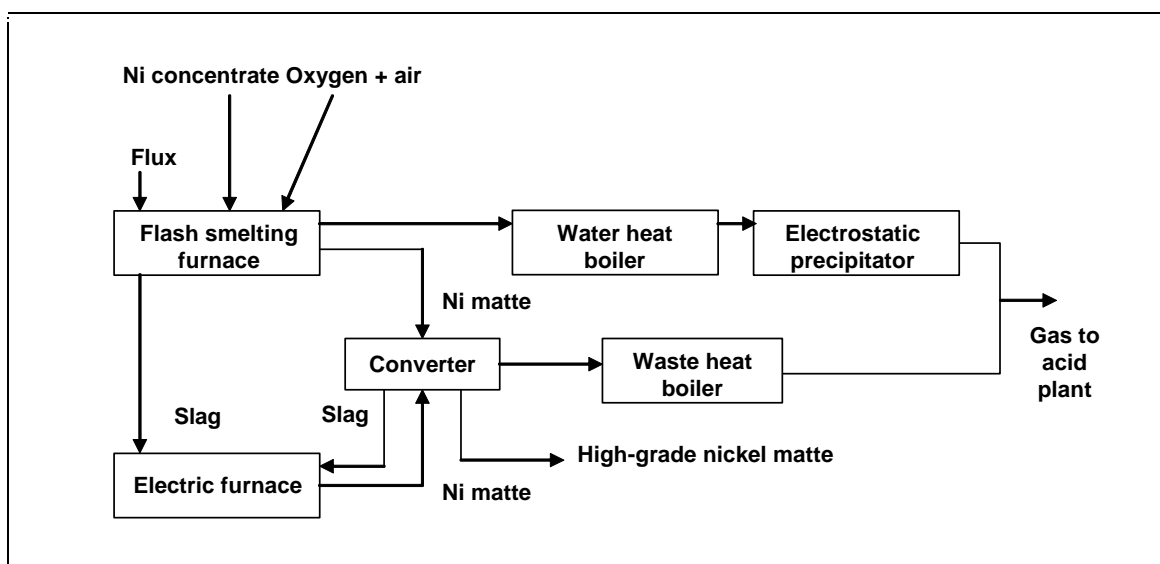 Ni concentrate Oxygen + air
Flux
Flash smelting
furnace
Water heat
boiler
Electrostatic
precipitator
Ni matte
Gas to
acid
plant
Converter
Waste heat
boiler
Slag
Slag
High-grade nickel matte
Electric furnace
Ni matte